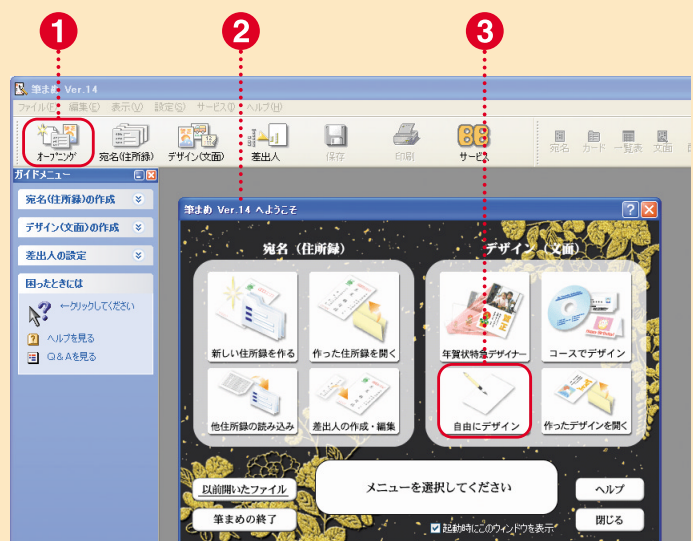 1 2 3
筆まめ Ver.14
ファイル(F) 編集(E) 表示(V) 設定(S) サービス(I) ヘルプ(H)
オープニング 宛名(住所録) デザイン(文面) 差出人 保存 印刷 サービス 宛名 カード 一覧表 文面
ガイドメニュー
宛名(住所録)の作成
デザイン(文面)の作成
差出人の設定
困ったときには
←クリックしてください
ヘルプを見る
Q&Aを見る
筆まめ Ver.14 へようこそ
宛名（住所録） デザイン（文面）
新しい住所録を作る 作った住所録を開く 年賀状特急デザイナー コースでデザイン
他住所録の読み込み 差出人の作成・編集 自由にデザイン 作ったデザインを開く
以前開いたファイル メニューを選択してください ヘルプ
筆まめの終了 起動時にこのウィンドウを表示 閉じる